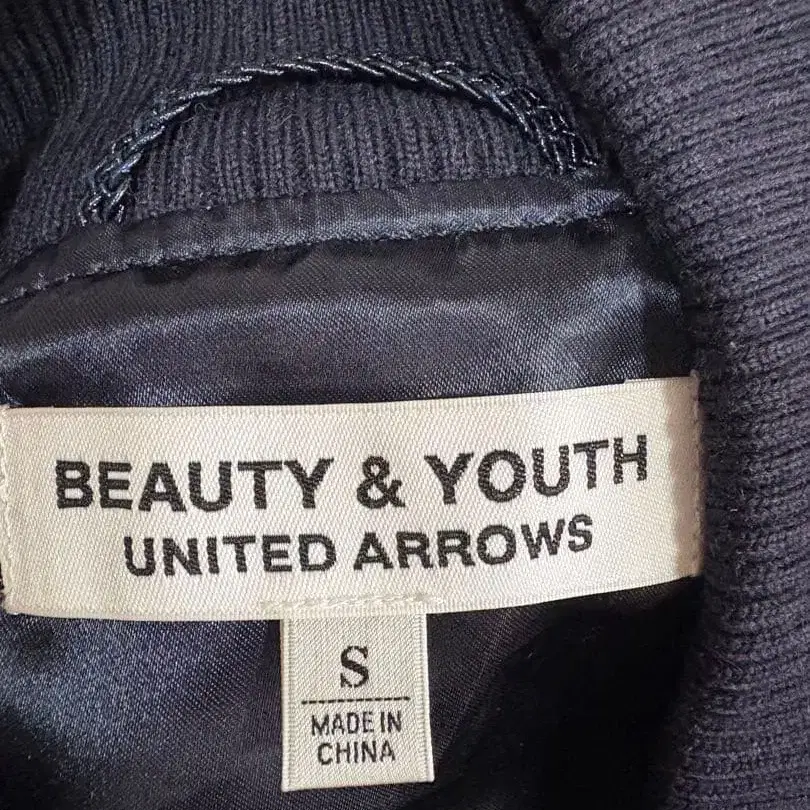 BEAUTY & YOUTH
UNITED ARROWS
S
MADE IN
CHINA